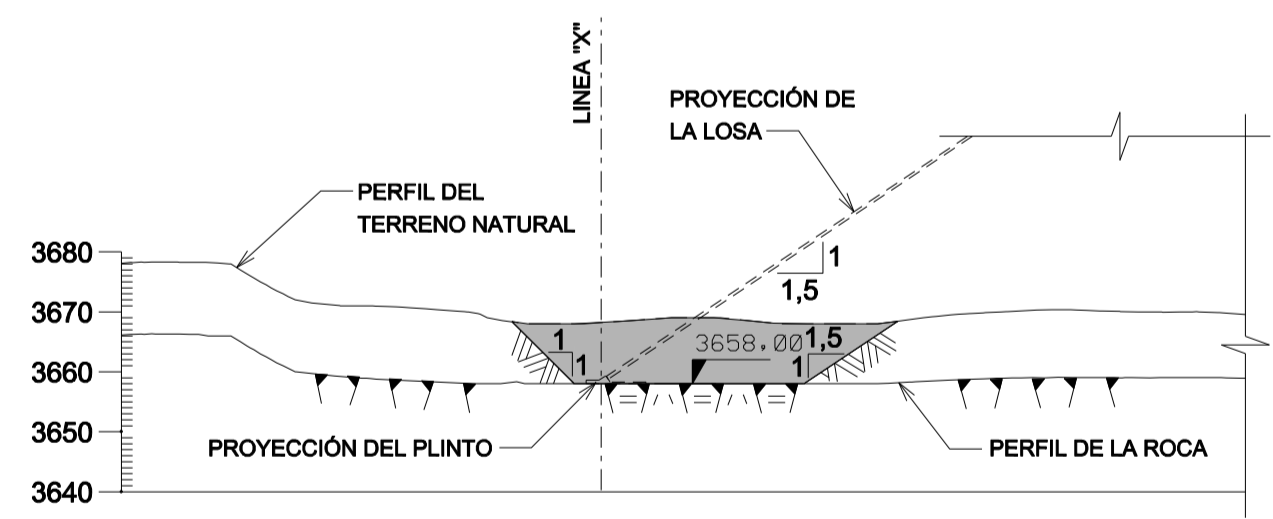 LINEA "X"
PROYECCIÓN DE
LA LOSA
PERFIL DEL
TERRENO NATURAL
1
1,5
3680
3670
3660
3650
3640
1
1
3658.00
1,5
1
PROYECCIÓN DEL PLINTO
PERFIL DE LA ROCA